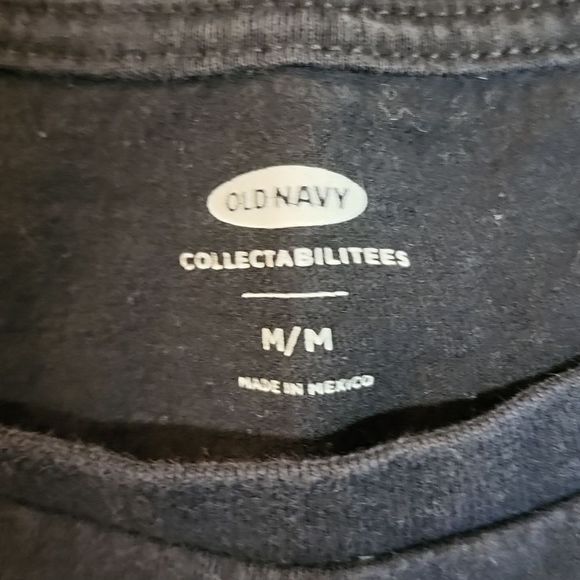 OLD NAVY
COLLECTABILITEES
M/M
MADE IN MEXICO